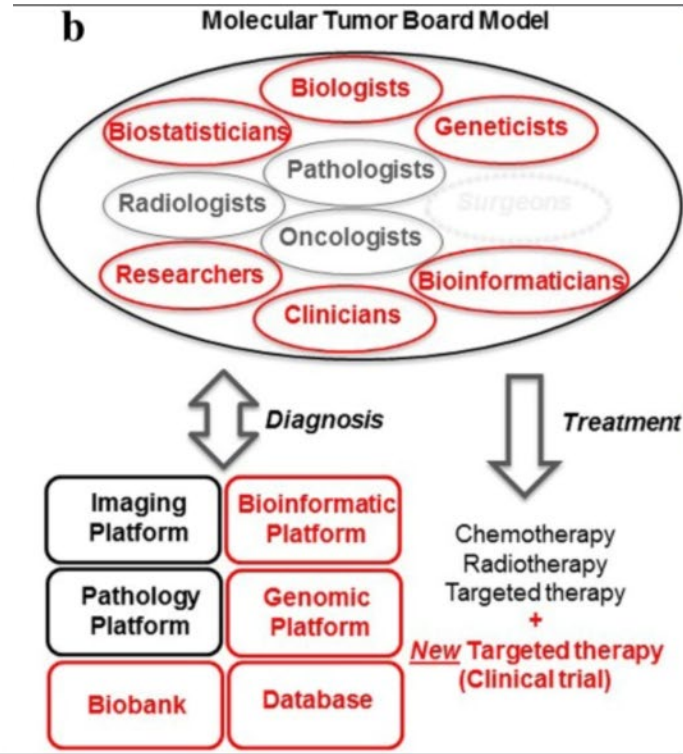 b
Molecular Tumor Board Model
Biologists
Biostatisticians
Geneticists
Pathologists
Radiologists
Surgeons
Oncologists
Researchers
Bioinformaticians
Clinicians
Diagnosis
Treatment
Imaging
Platform
Bioinformatic
Platform
Pathology
Platform
Genomic
Platform
Biobank
Database
Chemotherapy
Radiotherapy
Targeted therapy
+
New Targeted therapy
(Clinical trial)